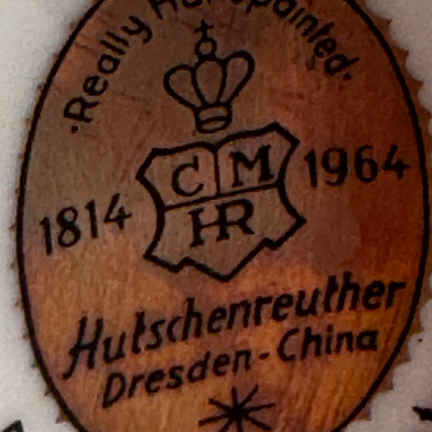 ·Really Handpainted·
C M
HR
1814 1964
Hutschenreuther
Dresden-China